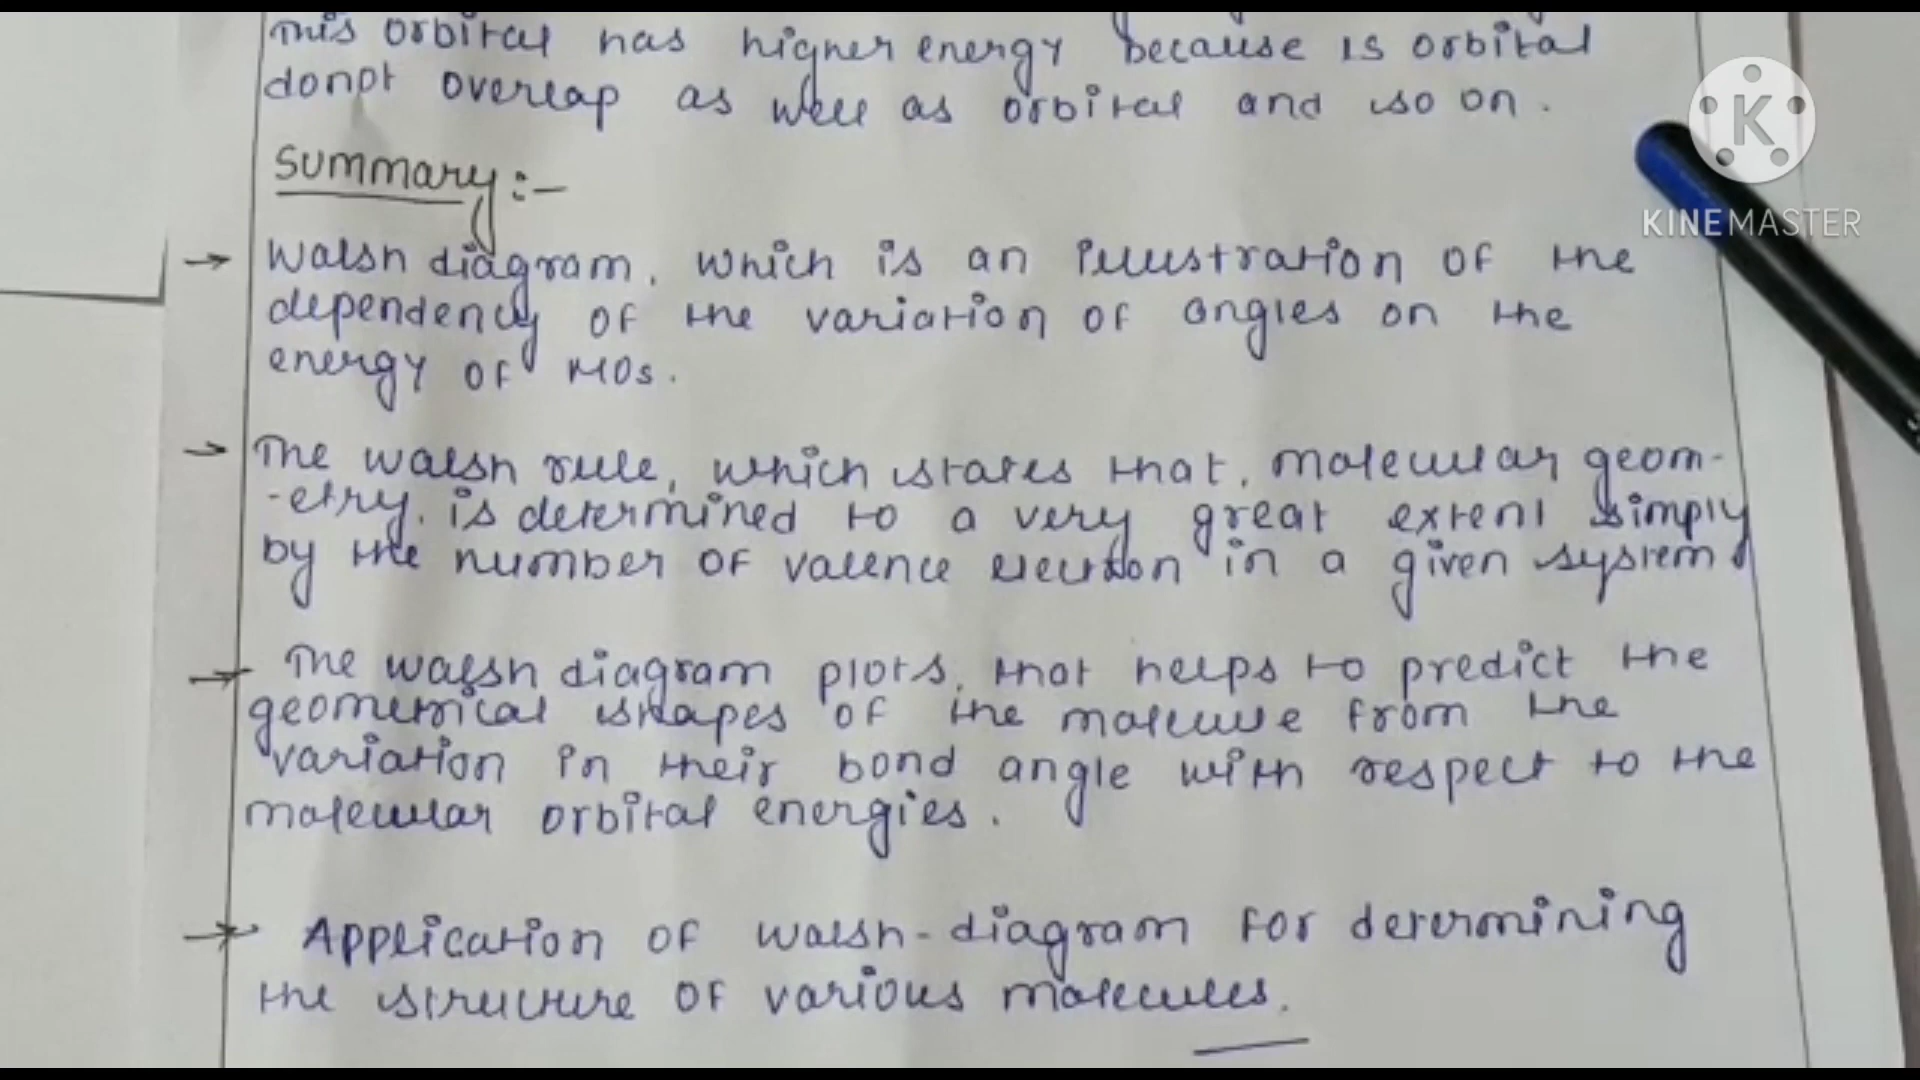 This orbital has higher energy because is orbital
donot overlap as well as orbital and so on.
Summary:-
→ Walsh diagram, which is an illustration of the
dependency of the variation of angles on the
energy of MOs.
→ The walsh rule, which states that, molecular geom-
-etry, is determined to a very great extent simply
by the number of valence electron in a given system.
→ The walsh diagram plots, that helps to predict the
geometrical shapes of the molecule from the
variation in their bond angle with respect to the
molecular orbital energies.
→ Application of walsh-diagram for determining
the structure of various molecules.
K
KINEMASTER